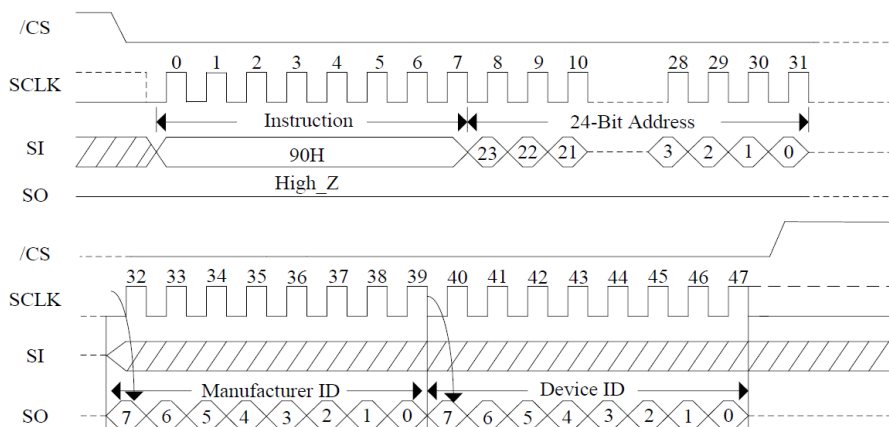 /CS
0 1 2 3 4 5 6 7 8 9 10 28 29 30 31
SCLK
Instruction 24-Bit Address
SI 90H 23 22 21 3 2 1 0
High_Z
SO
/CS
32 33 34 35 36 37 38 39 40 41 42 43 44 45 46 47
SCLK
SI
Manufacturer ID Device ID
SO 7 6 5 4 3 2 1 0 7 6 5 4 3 2 1 0